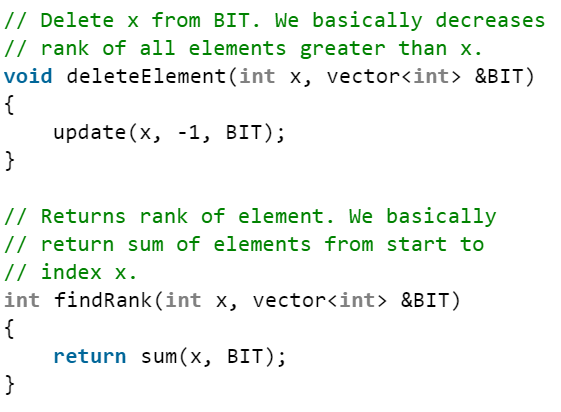 // Delete x from BIT. We basically decreases
// rank of all elements greater than x.
void deleteElement(int x, vector<int> &BIT)
{
    update(x, -1, BIT);
}

// Returns rank of element. We basically
// return sum of elements from start to
// index x.
int findRank(int x, vector<int> &BIT)
{
    return sum(x, BIT);
}